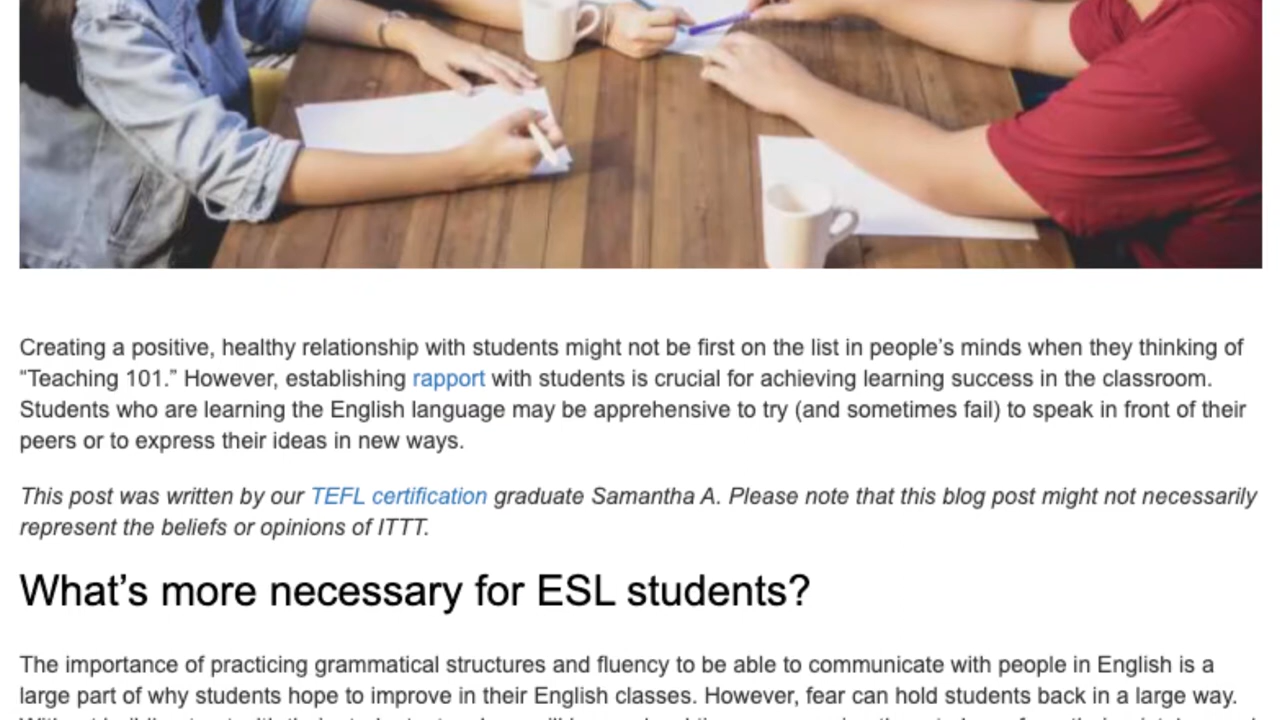 Creating a positive, healthy relationship with students might not be first on the list in people’s minds when they thinking of
“Teaching 101.” However, establishing rapport with students is crucial for achieving learning success in the classroom.
Students who are learning the English language may be apprehensive to try (and sometimes fail) to speak in front of their
peers or to express their ideas in new ways.
This post was written by our TEFL certification graduate Samantha A. Please note that this blog post might not necessarily
represent the beliefs or opinions of ITTT.
What’s more necessary for ESL students?
The importance of practicing grammatical structures and fluency to be able to communicate with people in English is a
large part of why students hope to improve in their English classes. However, fear can hold students back in a large way.